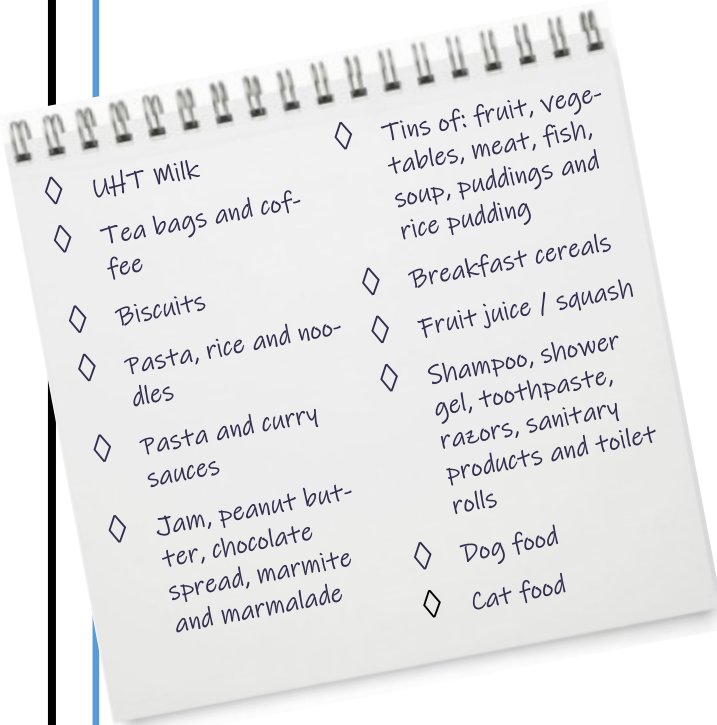 UHT Milk
Tea bags and cof-
fee
Biscuits
Pasta, rice and noo-
dles
Pasta and curry
sauces
Jam, peanut but-
ter, chocolate
spread, marmite
and marmalade
Tins of: fruit, vege-
tables, meat, fish,
soup, puddings and
rice pudding
Breakfast cereals
Fruit juice / squash
Shampoo, shower
gel, toothpaste,
razors, sanitary
products and toilet
rolls
Dog food
Cat food